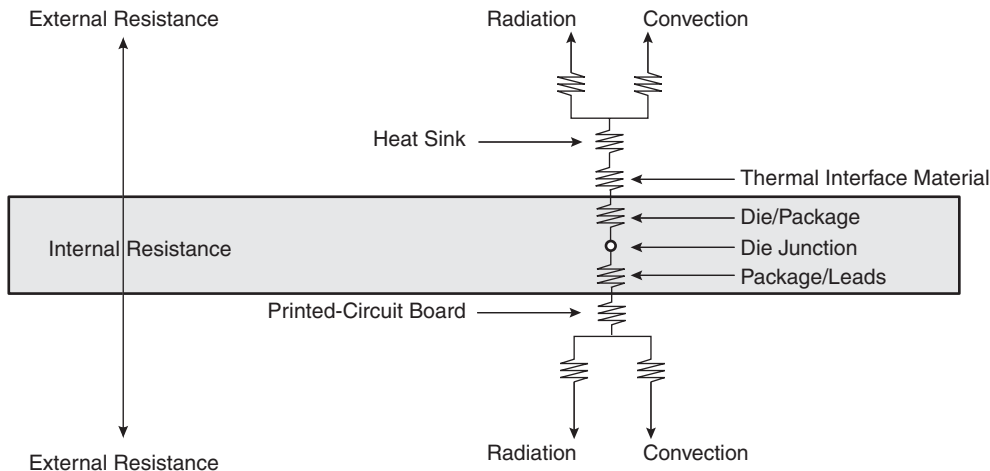 External Resistance
Radiation
Convection
Heat Sink
Thermal Interface Material
Die/Package
Internal Resistance
Die Junction
Package/Leads
Printed-Circuit Board
Radiation
Convection
External Resistance